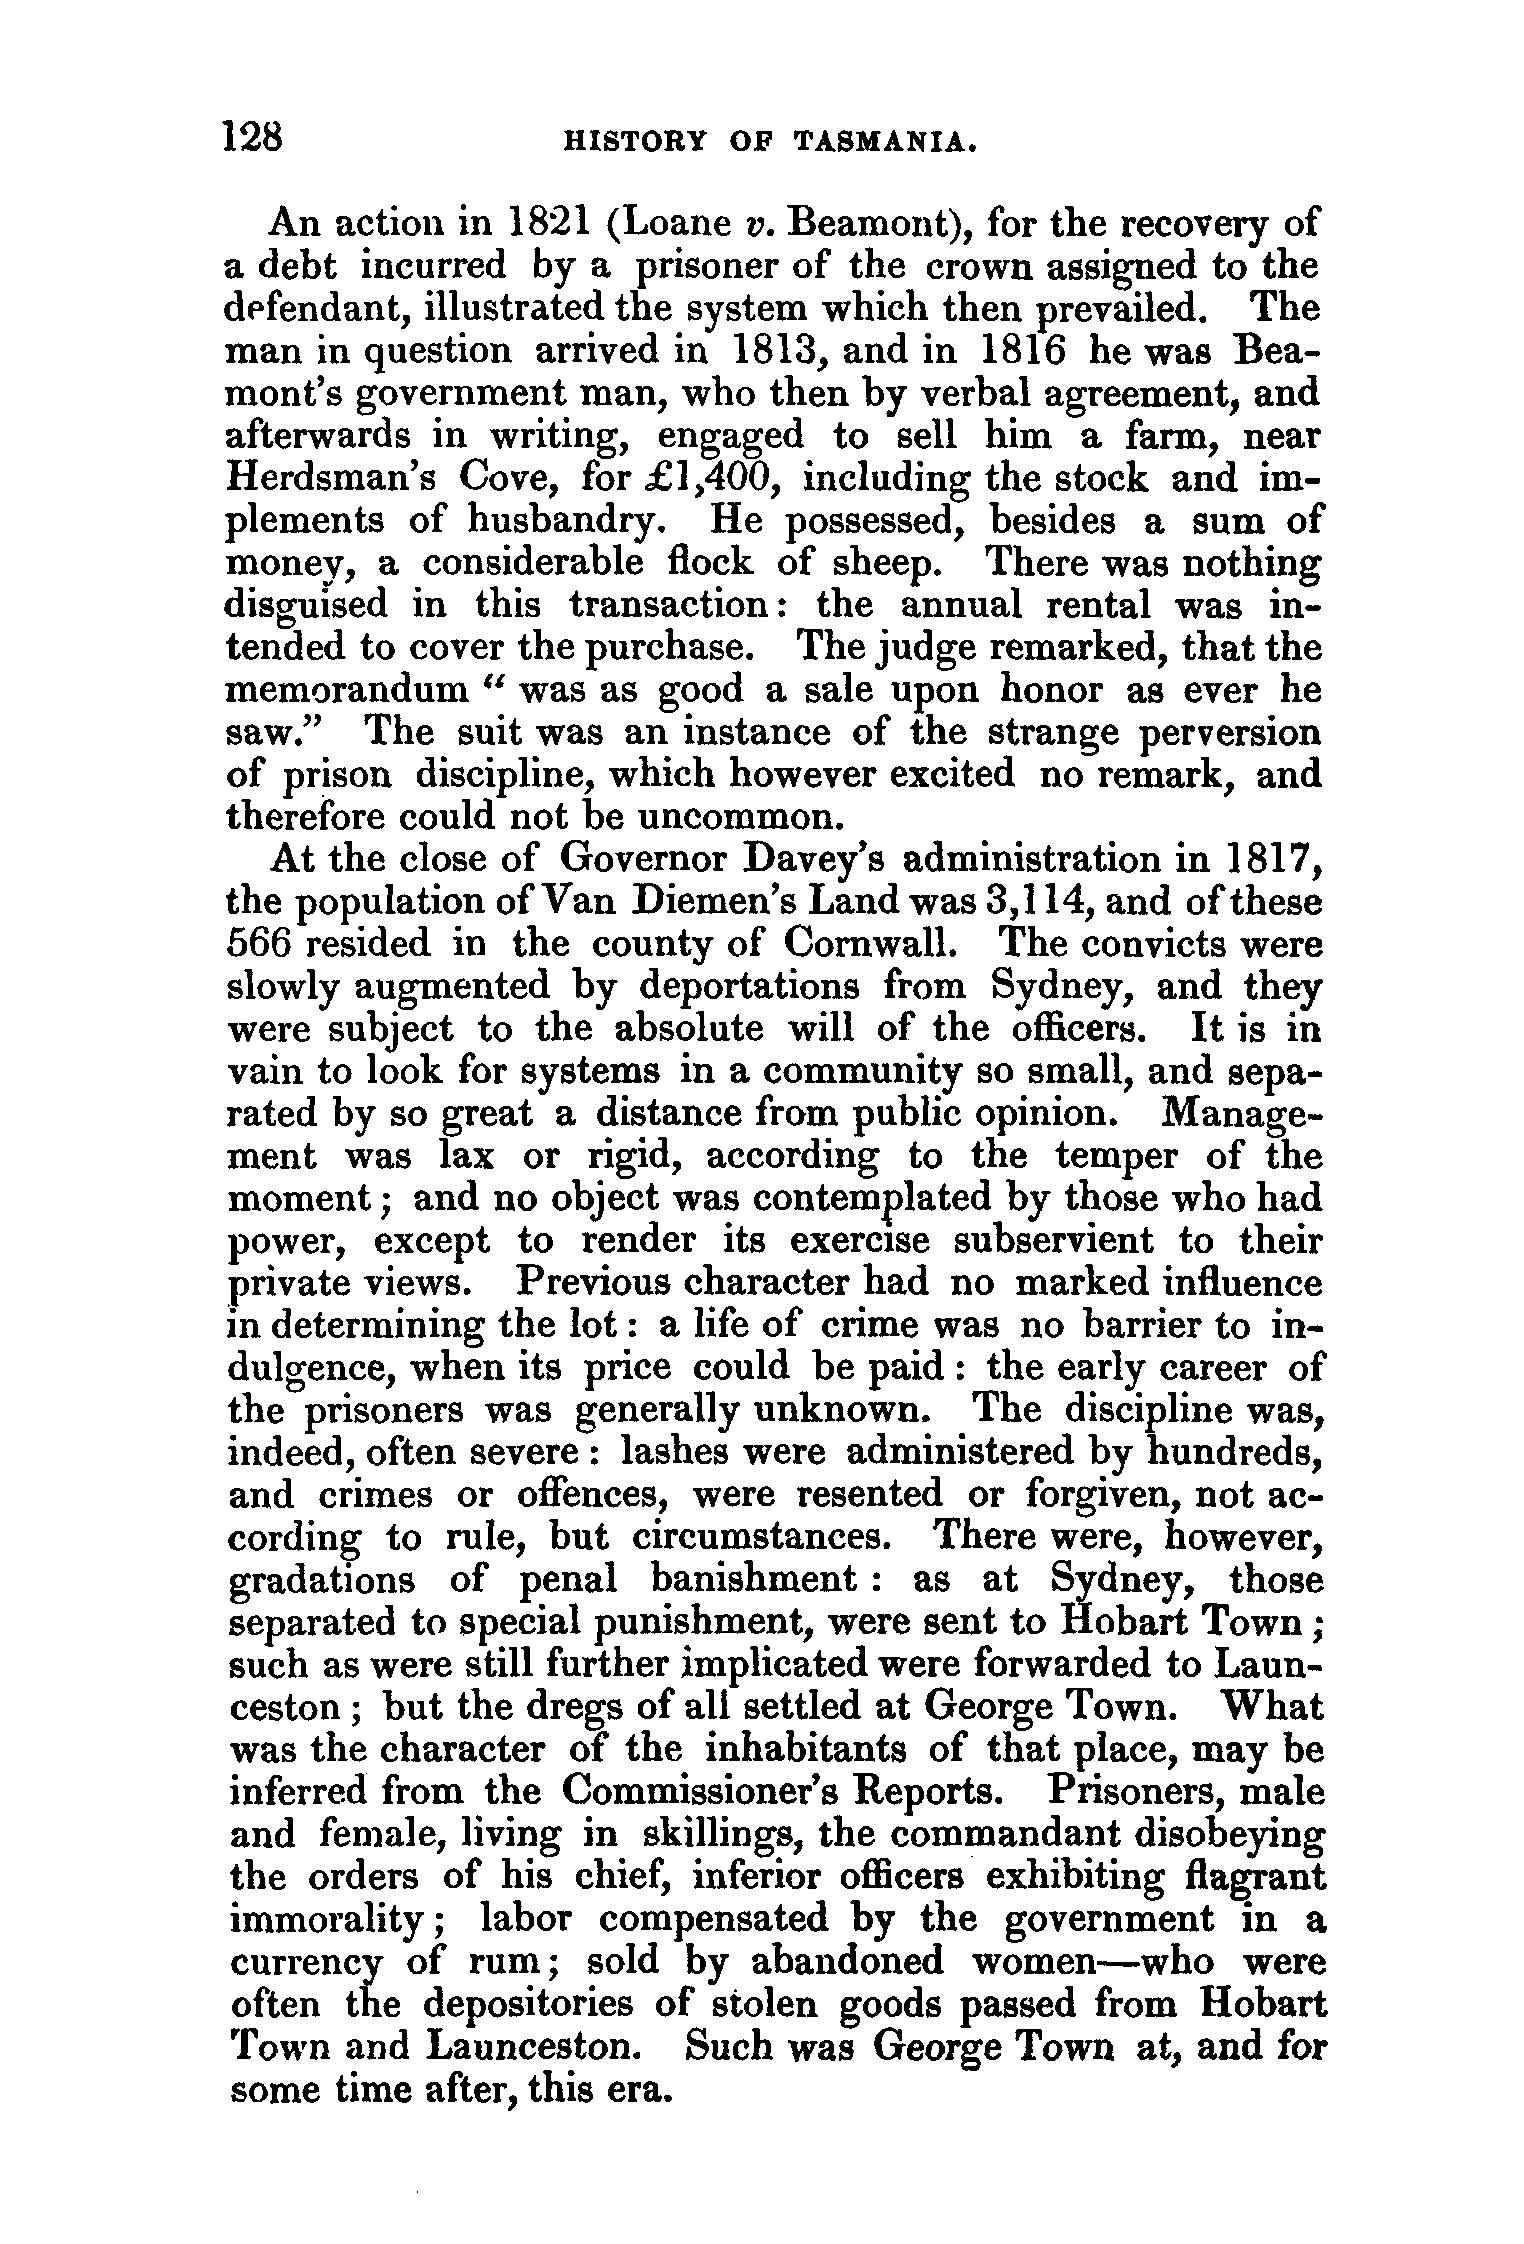 128 HISTORY OF TASMANIA.
An action in 1821 (Loane v. Beamont), for the recovery of
a debt incurred by a prisoner of the crown assigned to the
defendant, illustrated the system which then prevailed. The
man in question arrived in 1813, and in 1816 he was Bea-
mont's government man, who then by verbal agreement, and
afterwards in writing, engaged to sell him a farm, near
Herdsman's Cove, for £1,400, including the stock and im-
plements of husbandry. He possessed, besides a sum of
money, a considerable flock of sheep. There was nothing
disguised in this transaction: the annual rental was in-
tended to cover the purchase. The judge remarked, that the
memorandum “ was as good a sale upon honor as ever he
saw.” The suit was an instance of the strange perversion
of prison discipline, which however excited no remark, and
therefore could not be uncommon.
At the close of Governor Davey's administration in 1817,
the population of Van Diemen's Land was 3,114, and of these
566 resided in the county of Cornwall. The convicts were
slowly augmented by deportations from Sydney, and they
were subject to the absolute will of the officers. It is in
vain to look for systems in a community so small, and sepa-
rated by so great a distance from public opinion. Manage-
ment was lax or rigid, according to the temper of the
moment ; and no object was contemplated by those who had
power, except to render its exercise subservient to their
private views. Previous character had no marked influence
in determining the lot : a life of crime was no barrier to in-
dulgence, when its price could be paid : the early career of
the prisoners was generally unknown. The discipline was,
indeed, often severe : lashes were administered by hundreds,
and crimes or offences, were resented or forgiven, not ac-
cording to rule, but circumstances. There were, however,
gradations of penal banishment : as at Sydney, those
separated to special punishment, were sent to Hobart Town ;
such as were still further implicated were forwarded to Laun-
ceston ; but the dregs of all settled at George Town. What
was the character of the inhabitants of that place, may be
inferred from the Commissioner's Reports. Prisoners, male
and female, living in skillings, the commandant disobeying
the orders of his chief, inferior officers exhibiting flagrant
immorality ; labor compensated by the government in a
currency of rum ; sold by abandoned women—who were
often the depositories of stolen goods passed from Hobart
Town and Launceston. Such was George Town at, and for
some time after, this era.